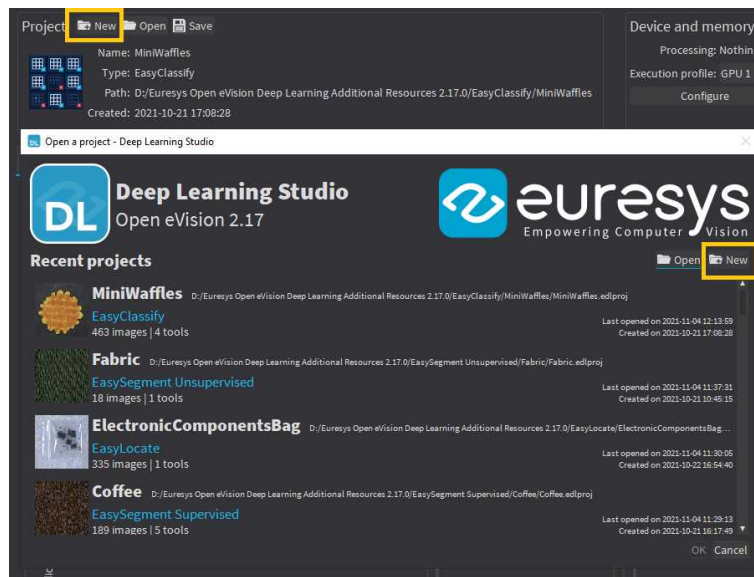 Project New Open Save
Name: MiniWaffles
Type: EasyClassify
Path: D:/Euresys Open eVision Deep Learning Additional Resources 2.17.0/EasyClassify/MiniWaffles
Created: 2021-10-21 17:08:28
Device and memory
Processing: Nothin
Execution profile: GPU 1
Configure
DL Open a project - Deep Learning Studio
DL
Deep Learning Studio
Open eVision 2.17
euresys
Empowering Computer Vision
Recent projects
Open New
MiniWaffles D:/Euresys Open eVision Deep Learning Additional Resources 2.17.0/EasyClassify/MiniWaffles/MiniWaffles.edlproj
EasyClassify
463 images | 4 tools
Last opened on 2021-11-04 12:13:59
Created on 2021-10-21 17:08:28
Fabric D:/Euresys Open eVision Deep Learning Additional Resources 2.17.0/EasySegment Unsupervised/Fabric/Fabric.edlproj
EasySegment Unsupervised
18 images | 1 tools
Last opened on 2021-11-04 11:37:31
Created on 2021-10-21 10:45:15
ElectronicComponentsBag D:/Euresys Open eVision Deep Learning Additional Resources 2.17.0/EasyLocate/ElectronicComponentsBag...
EasyLocate
335 images | 1 tools
Last opened on 2021-11-04 11:30:05
Created on 2021-10-22 16:54:40
Coffee D:/Euresys Open eVision Deep Learning Additional Resources 2.17.0/EasySegment Supervised/Coffee/Coffee.edlproj
EasySegment Supervised
189 images | 5 tools
Last opened on 2021-11-04 11:29:13
Created on 2021-10-21 16:17:49
OK Cancel